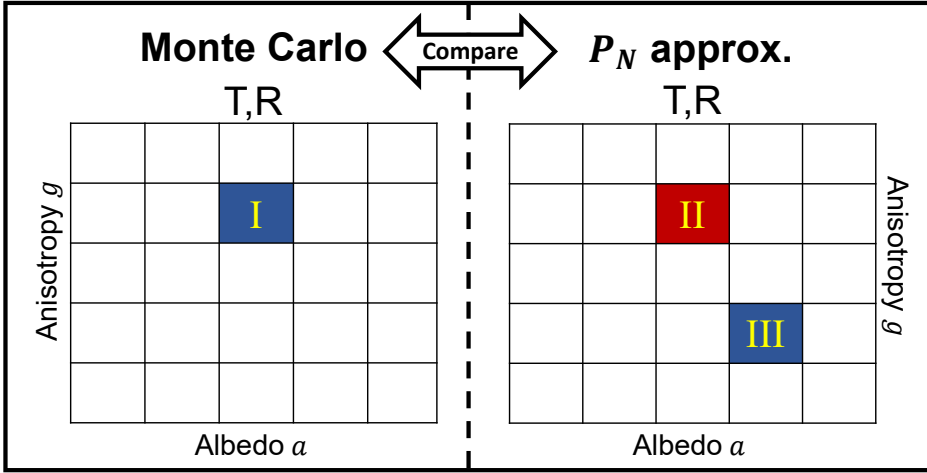 Monte Carlo
Compare
P_N approx.
T,R
T,R
Anisotropy g
I
II
III
Anisotropy g
Albedo a
Albedo a